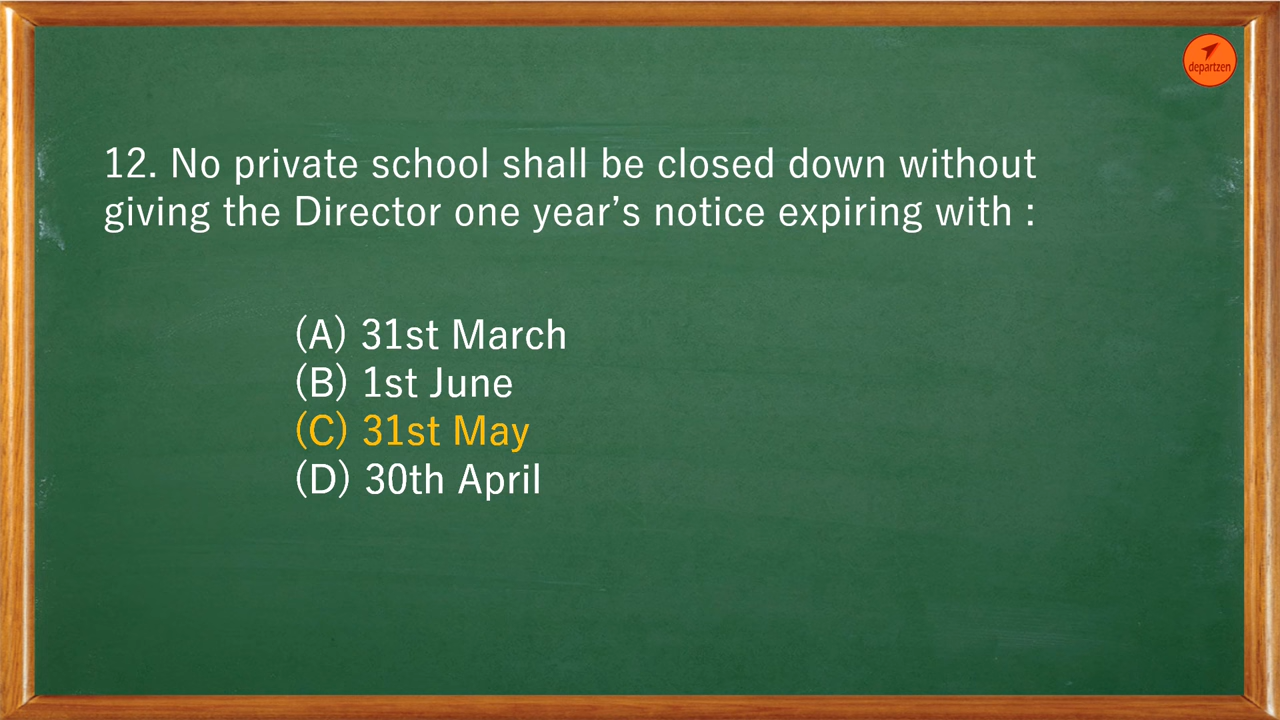 departzen
12. No private school shall be closed down without
giving the Director one year’s notice expiring with :
(A) 31st March
(B) 1st June
(C) 31st May
(D) 30th April